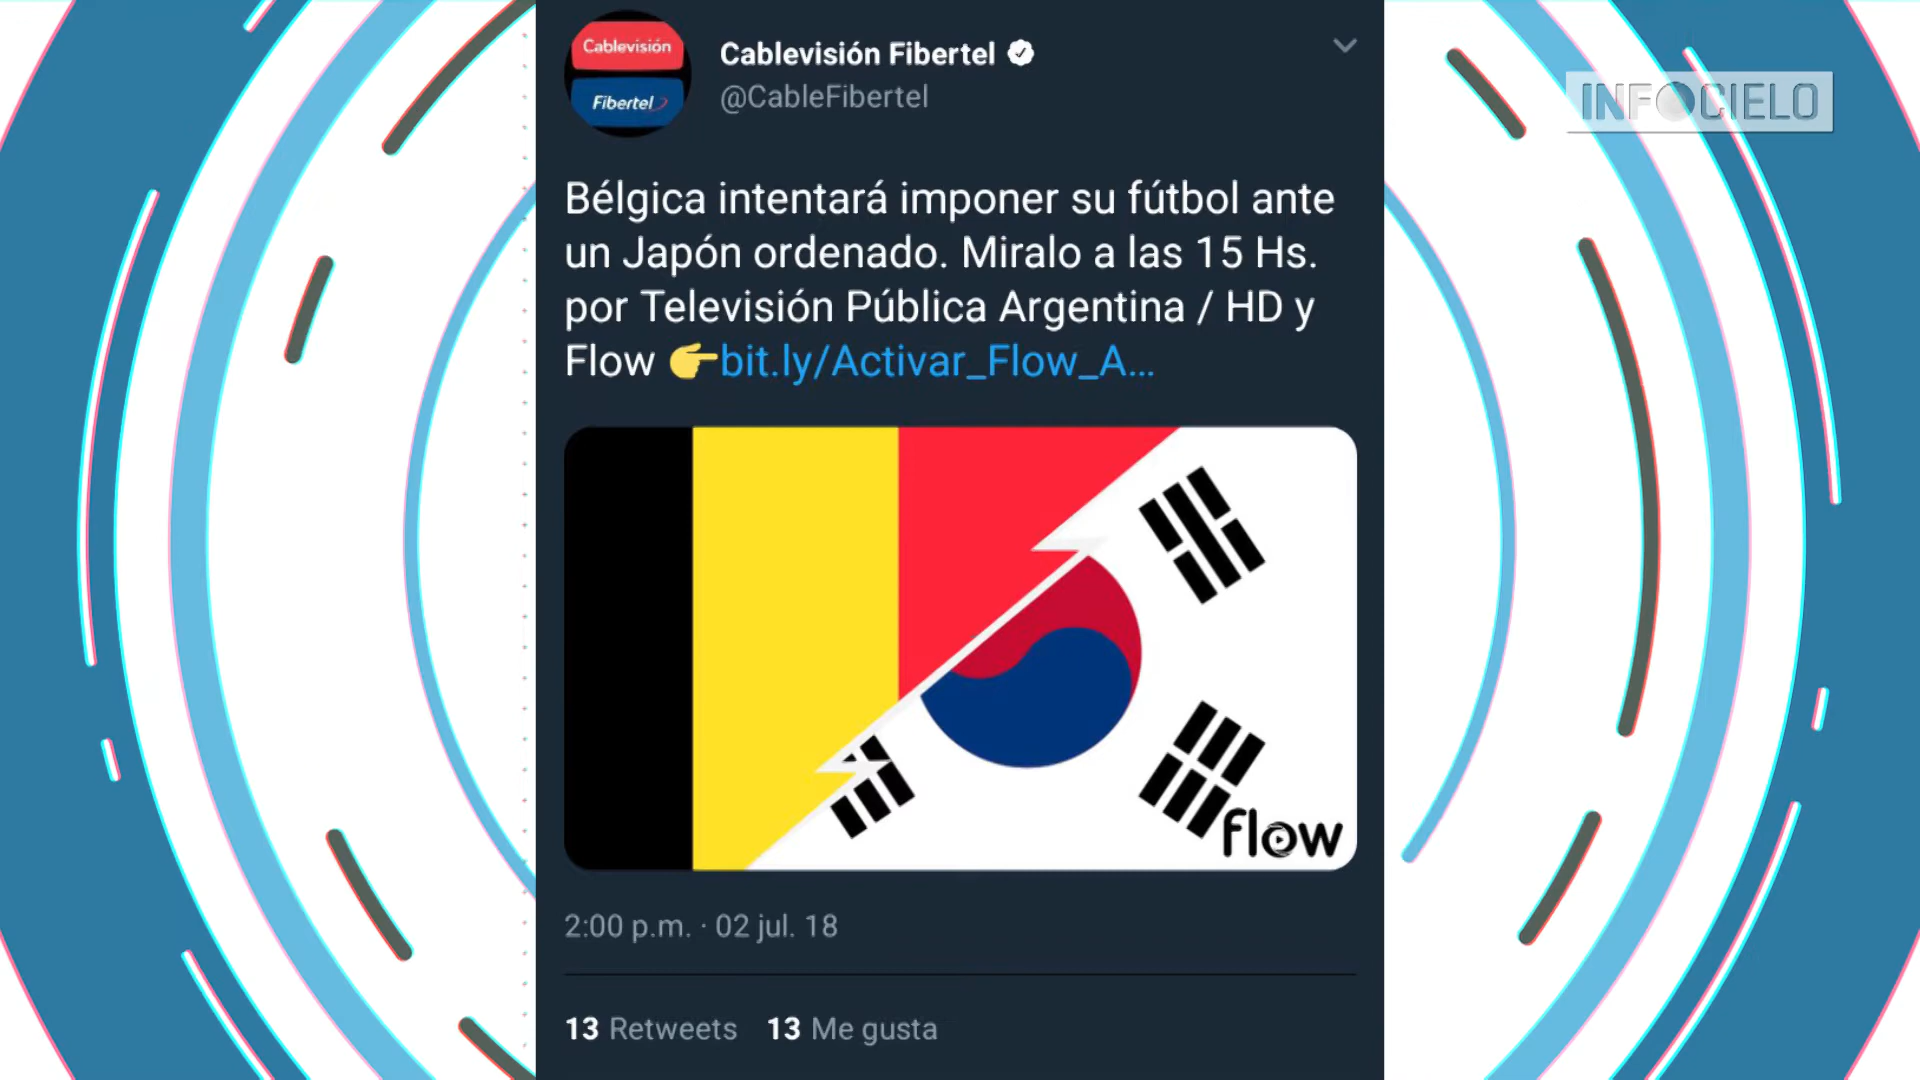 Cablevisión
Fibertel
Cablevisión Fibertel
@CableFibertel
INFOCIELO
Bélgica intentará imponer su fútbol ante
un Japón ordenado. Miralo a las 15 Hs.
por Televisión Pública Argentina / HD y
Flow 👉bit.ly/Activar_Flow_A...
flow
2:00 p.m. · 02 jul. 18
13 Retweets 13 Me gusta